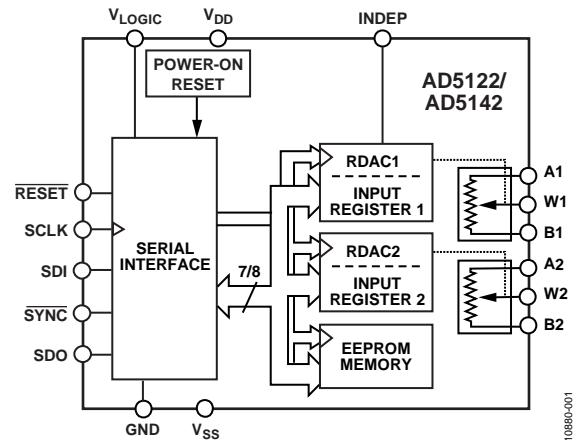 VLOGIC
VDD
INDEP
POWER-ON
RESET
AD5122/
AD5142
RDAC1
INPUT
REGISTER 1
A1
W1
B1
RESET
SCLK
SDI
SYNC
SDO
SERIAL
INTERFACE
7/8
RDAC2
INPUT
REGISTER 2
A2
W2
B2
EEPROM
MEMORY
GND
VSS
10880-001